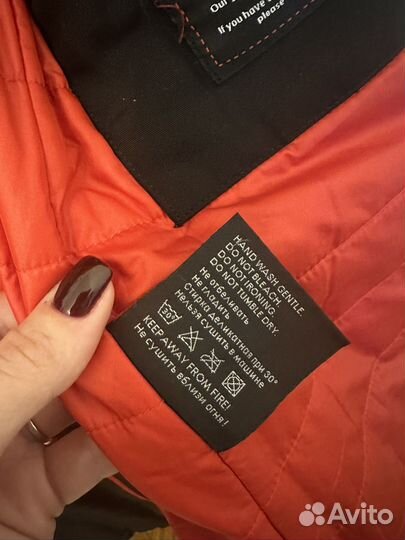 Our
If you have
please
HAND WASH GENTLE.
DO NOT BLEACH.
DO NOT IRONING.
DO NOT TUMBLE DRY.
Не отбеливать
Не гладить
Стирка деликатная при 30°
Нельзя сушить в машине
30°
KEEP AWAY FROM FIRE!
Не сушить вблизи огня!
Avito